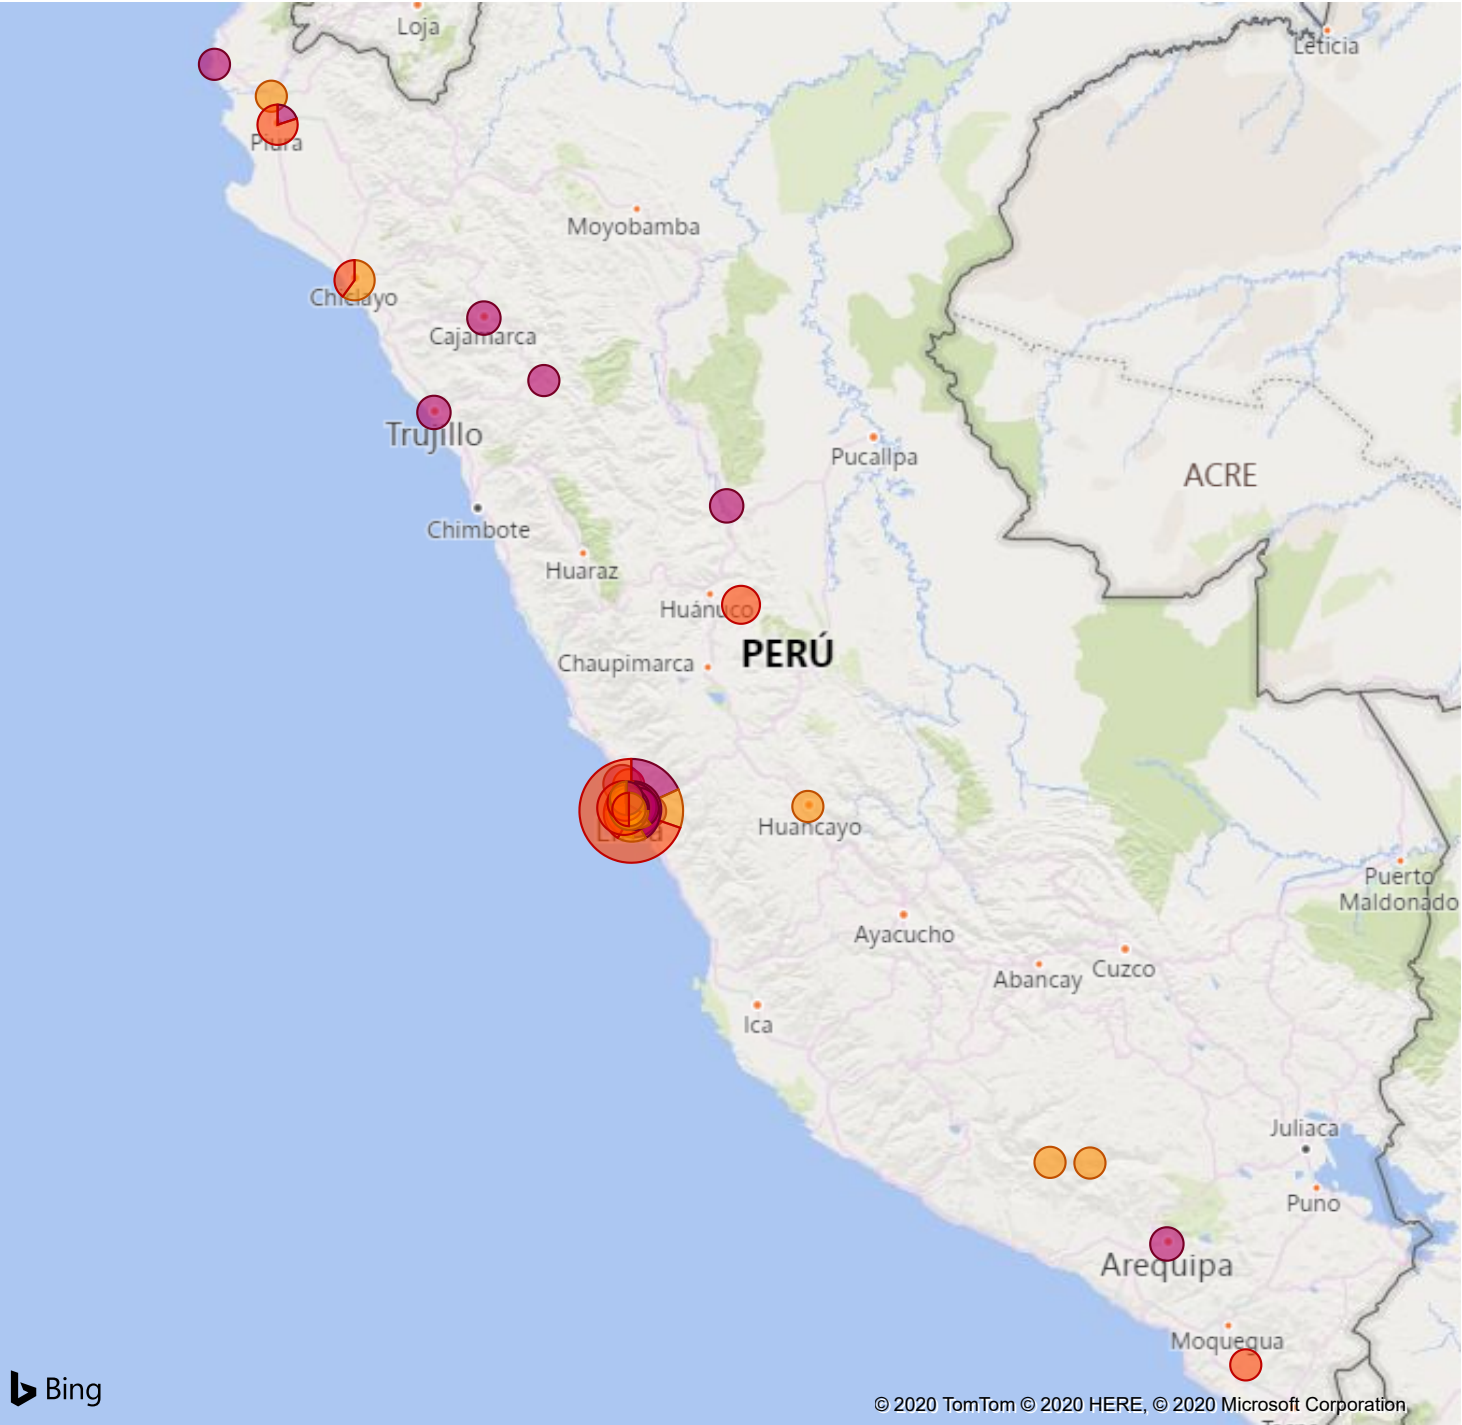 Loja
Leticia
Piura
Moyobamba
Chiclayo
Cajamarca
Trujillo
Pucallpa
ACRE
Chimbote
Huaraz
Huánuco
PERÚ
Chaupimarca
Lima
Huancayo
Puerto
Maldonado
Ayacucho
Cuzco
Abancay
Ica
Juliaca
Puno
Arequipa
Moquegua
Bing
© 2020 TomTom © 2020 HERE, © 2020 Microsoft Corporation